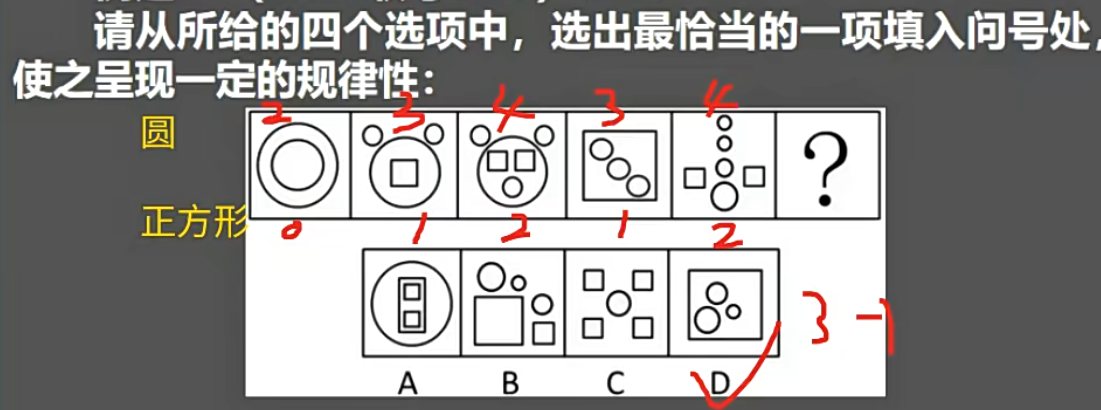 请从所给的四个选项中，选出最恰当的一项填入问号处，
使之呈现一定的规律性：
圆 2 3 4 3 4
?
正方形 0 1 2 1 2
3-1
A B C D